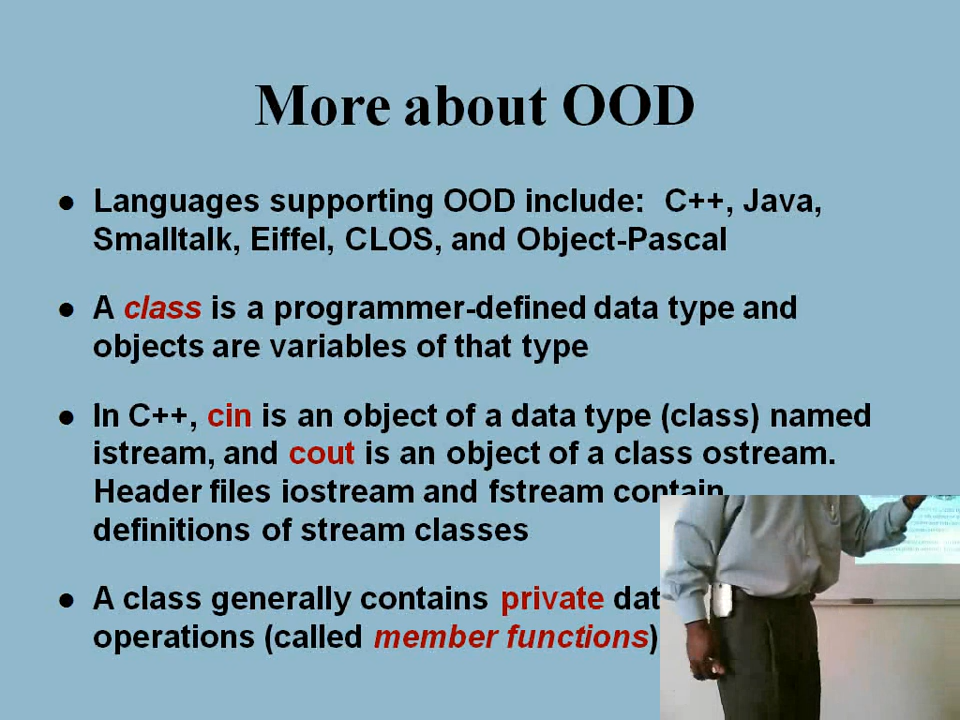 More about OOD
● Languages supporting OOD include: C++, Java,
Smalltalk, Eiffel, CLOS, and Object-Pascal
● A class is a programmer-defined data type and
objects are variables of that type
● In C++, cin is an object of a data type (class) named
istream, and cout is an object of a class ostream.
Header files iostream and fstream contain
definitions of stream classes
● A class generally contains private
operations (called member functions)